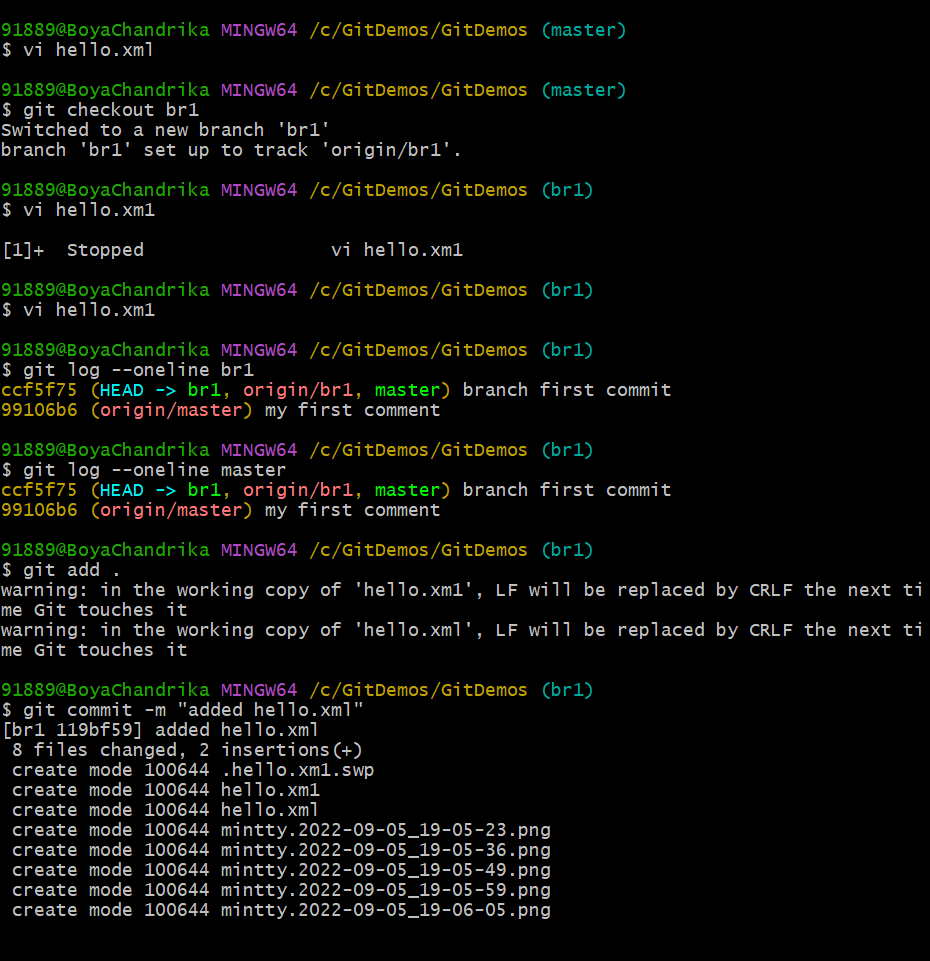 91889@BoyaChandrika MINGW64 /c/GitDemos/GitDemos (master)
$ vi hello.xml
91889@BoyaChandrika MINGW64 /c/GitDemos/GitDemos (master)
$ git checkout br1
Switched to a new branch 'br1'
branch 'br1' set up to track 'origin/br1'.
91889@BoyaChandrika MINGW64 /c/GitDemos/GitDemos (br1)
$ vi hello.xm1
[1]+  Stopped                 vi hello.xm1
91889@BoyaChandrika MINGW64 /c/GitDemos/GitDemos (br1)
$ vi hello.xm1
91889@BoyaChandrika MINGW64 /c/GitDemos/GitDemos (br1)
$ git log --oneline br1
ccf5f75 (HEAD -> br1, origin/br1, master) branch first commit
99106b6 (origin/master) my first comment
91889@BoyaChandrika MINGW64 /c/GitDemos/GitDemos (br1)
$ git log --oneline master
ccf5f75 (HEAD -> br1, origin/br1, master) branch first commit
99106b6 (origin/master) my first comment
91889@BoyaChandrika MINGW64 /c/GitDemos/GitDemos (br1)
$ git add .
warning: in the working copy of 'hello.xm1', LF will be replaced by CRLF the next ti
me Git touches it
warning: in the working copy of 'hello.xml', LF will be replaced by CRLF the next ti
me Git touches it
91889@BoyaChandrika MINGW64 /c/GitDemos/GitDemos (br1)
$ git commit -m "added hello.xml"
[br1 119bf59] added hello.xml
 8 files changed, 2 insertions(+)
 create mode 100644 .hello.xm1.swp
 create mode 100644 hello.xm1
 create mode 100644 hello.xml
 create mode 100644 mintty.2022-09-05_19-05-23.png
 create mode 100644 mintty.2022-09-05_19-05-36.png
 create mode 100644 mintty.2022-09-05_19-05-49.png
 create mode 100644 mintty.2022-09-05_19-05-59.png
 create mode 100644 mintty.2022-09-05_19-06-05.png